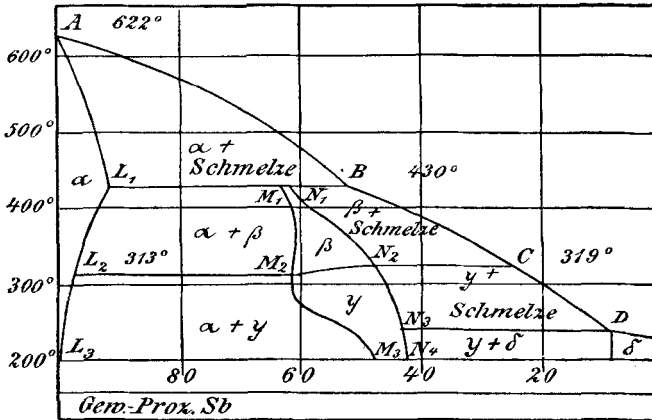 A 622°
600°
500°
α +
Schmelze B 430°
α L₁
400° M₁ N₁ β +
Schmelze
α + β β N₂
L₂ 313° M₂ C 319°
γ +
300°
γ Schmelze
α + γ N₃ D
γ + δ
200° L₃ M₃ N₄ δ
80 60 40 20
Gew.-Proz. Sb